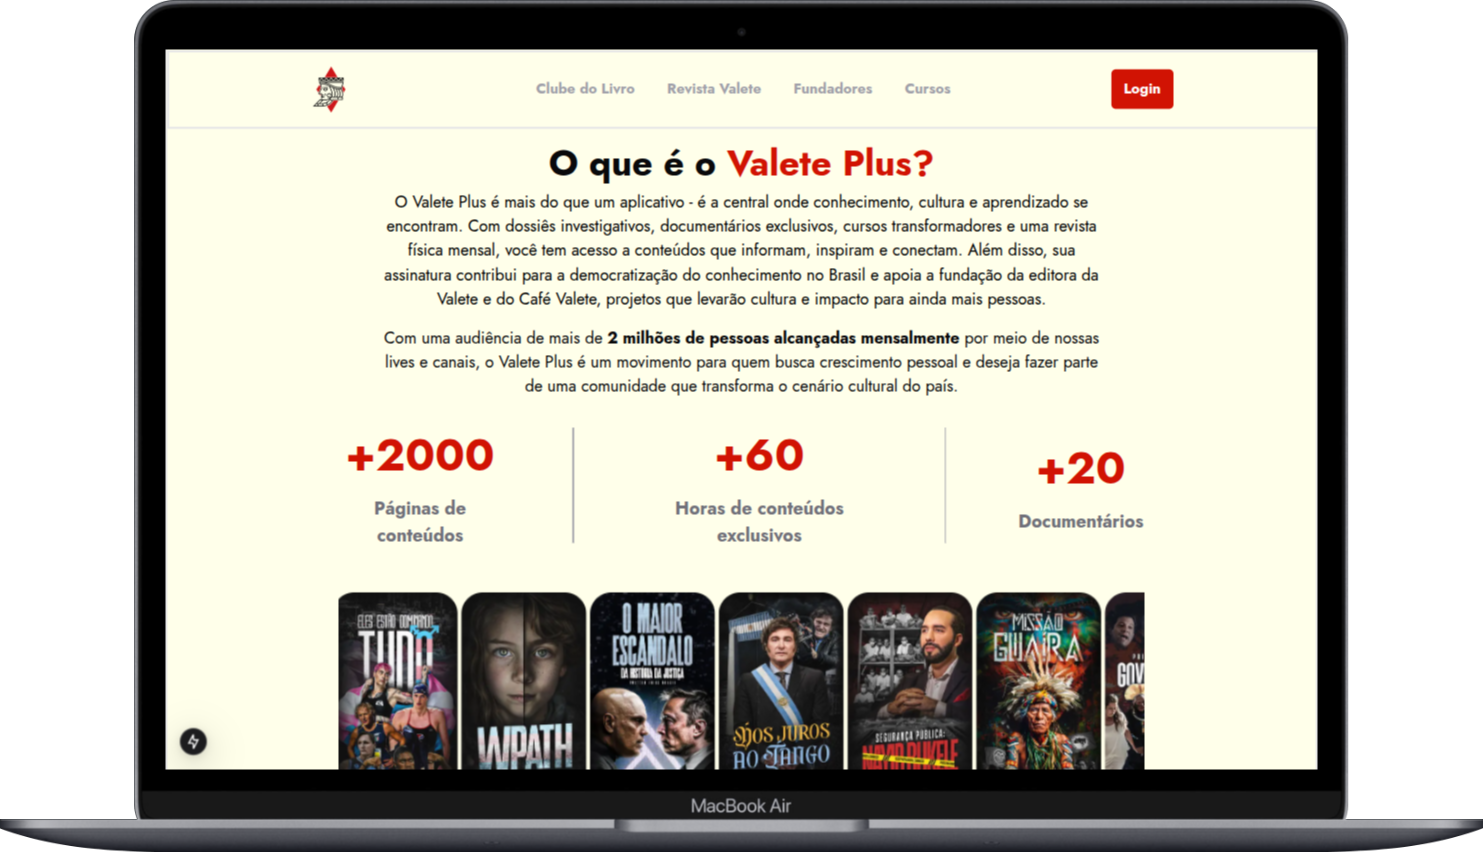 Clube do Livro
Revista Valete
Fundadores
Cursos
Login
O que é o Valete Plus?
O Valete Plus é mais do que um aplicativo - é a central onde conhecimento, cultura e aprendizado se
encontram. Com dossiês investigativos, documentários exclusivos, cursos transformadores e uma revista
física mensal, você tem acesso a conteúdos que informam, inspiram e conectam. Além disso, sua
assinatura contribui para a democratização do conhecimento no Brasil e apoia a fundação da editora da
Valete e do Café Valete, projetos que levarão cultura e impacto para ainda mais pessoas.
Com uma audiência de mais de 2 milhões de pessoas alcançadas mensalmente por meio de nossas
lives e canais, o Valete Plus é um movimento para quem busca crescimento pessoal e deseja fazer parte
de uma comunidade que transforma o cenário cultural do país.
+2000
Páginas de
conteúdos
+60
Horas de conteúdos
exclusivos
+20
Documentários
ELES ESTÃO DOMINANDO
TUDO
WPATH
O MAIOR
ESCÂNDALO
DA HISTÓRIA DA JUSTIÇA
DOS JUROS
AO TANGO
SEGURANÇA PÚBLICA:
NAYIB BUKELE
MISSÃO
GUAÍRA
GOV
MacBook Air